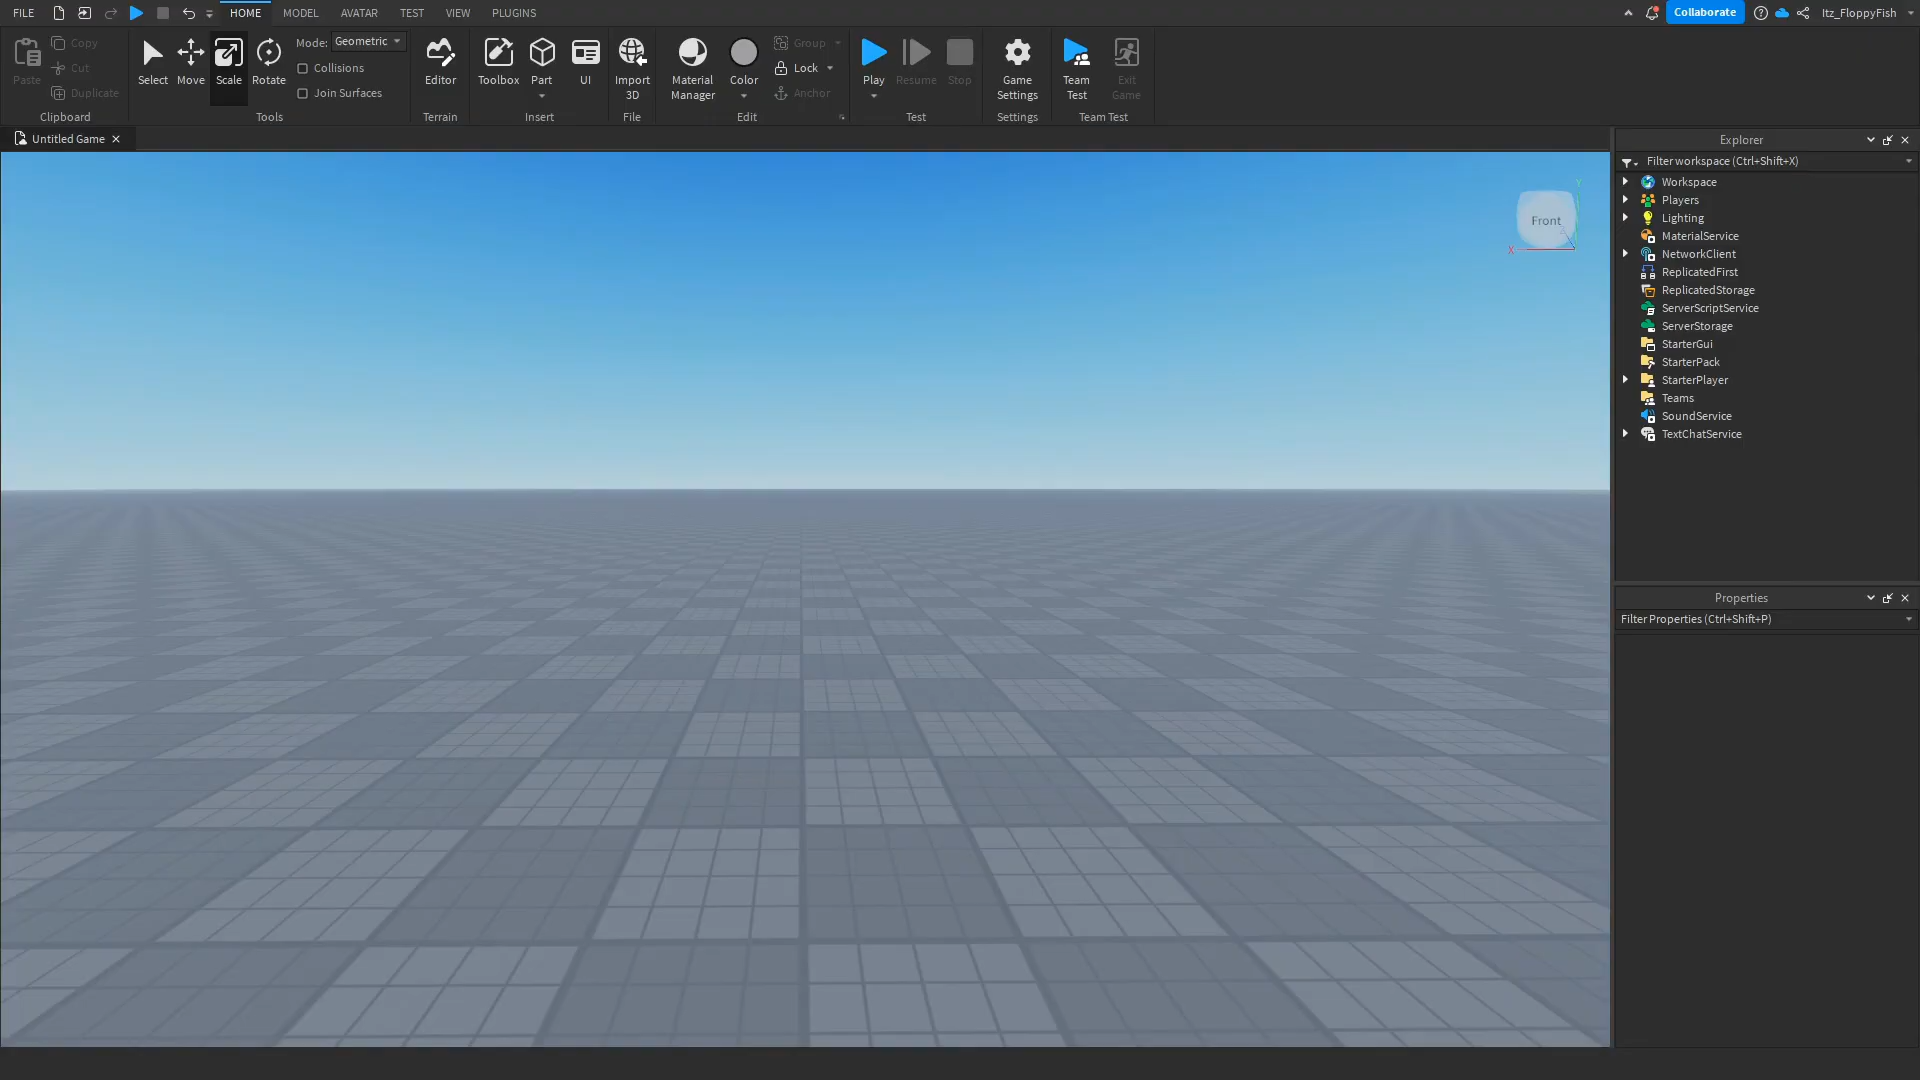 FILE HOME MODEL AVATAR TEST VIEW PLUGINS Collaborate Itz_FloppyFish
Paste Copy Cut Duplicate
Clipboard
Select Move Scale Rotate
Mode: Geometric
Collisions
Join Surfaces
Tools
Editor
Terrain
Toolbox Part UI
Insert
Import
3D
File
Material
Manager
Color
Group
Lock
Anchor
Edit
Play Resume Stop
Test
Game
Settings
Settings
Team
Test
Exit
Game
Team Test
Untitled Game
Front
X
Y
Z
Explorer
Filter workspace (Ctrl+Shift+X)
Workspace
Players
Lighting
MaterialService
NetworkClient
ReplicatedFirst
ReplicatedStorage
ServerScriptService
ServerStorage
StarterGui
StarterPack
StarterPlayer
Teams
SoundService
TextChatService
Properties
Filter Properties (Ctrl+Shift+P)